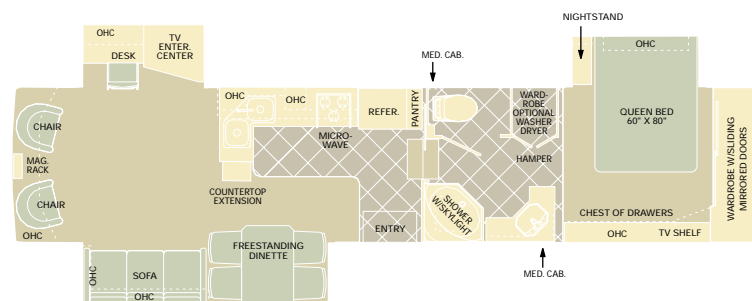 NIGHTSTAND
OHC
TV
ENTER.
CENTER
DESK
MED. CAB.
OHC
OHC
OHC
REFER.
PANTRY
WARD-
ROBE
OPTIONAL
WASHER
DRYER
QUEEN BED
60" X 80"
CHAIR
MICRO-
WAVE
HAMPER
MAG.
RACK
WARDROBE W/SLIDING
MIRRORED DOORS
COUNTERTOP
EXTENSION
CHAIR
SHOWER
W/SKYLIGHT
CHEST OF DRAWERS
OHC
ENTRY
OHC
TV SHELF
FREESTANDING
DINETTE
OHC
SOFA
OHC
MED. CAB.